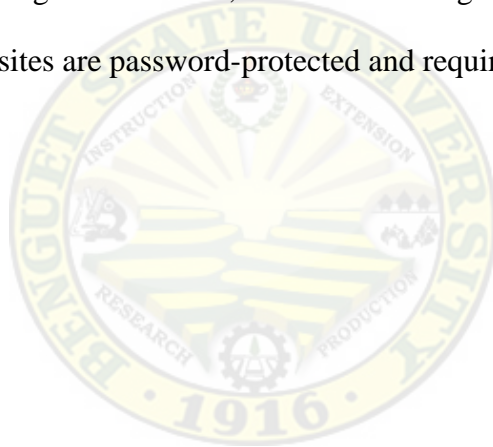 sites are password-protected and requir
BENGUET STATE UNIVERSITY
INSTRUCTION
EXTENSION
RESEARCH
PRODUCTION
· 1916 ·